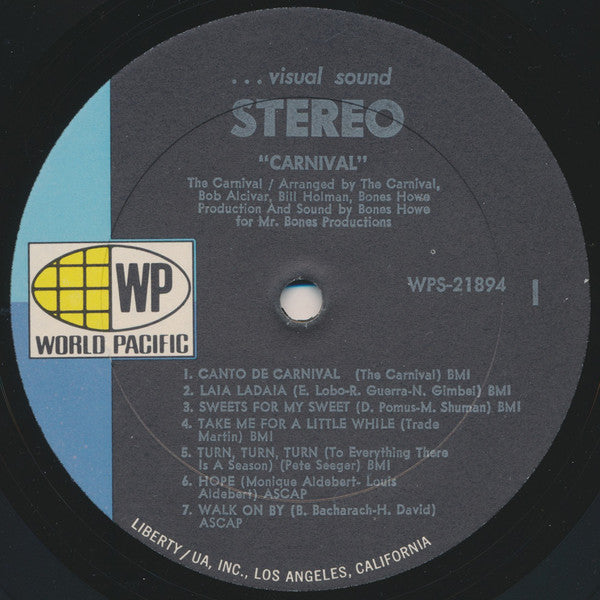 ...visual sound
STEREO
"CARNIVAL"
The Carnival / Arranged by The Carnival,
Bob Alcivar, Bill Holman, Bones Howe
Production And Sound by Bones Howe
for Mr. Bones Productions
WP
WORLD PACIFIC
WPS-21894 I
1. CANTO DE CARNIVAL (The Carnival) BMI
2. LAIA LADAIA (E. Lobo-R. Guerra-N. Gimbel) BMI
3. SWEETS FOR MY SWEET (D. Pomus-M. Shuman) BMI
4. TAKE ME FOR A LITTLE WHILE (Trade
Martin) BMI
5. TURN, TURN, TURN (To Everything There
Is A Season) (Pete Seeger) BMI
6. HOPE (Monique Aldebert- Louis
Aldebert) ASCAP
7. WALK ON BY (B. Bacharach-H. David)
ASCAP
LIBERTY/UA, INC., LOS ANGELES, CALIFORNIA